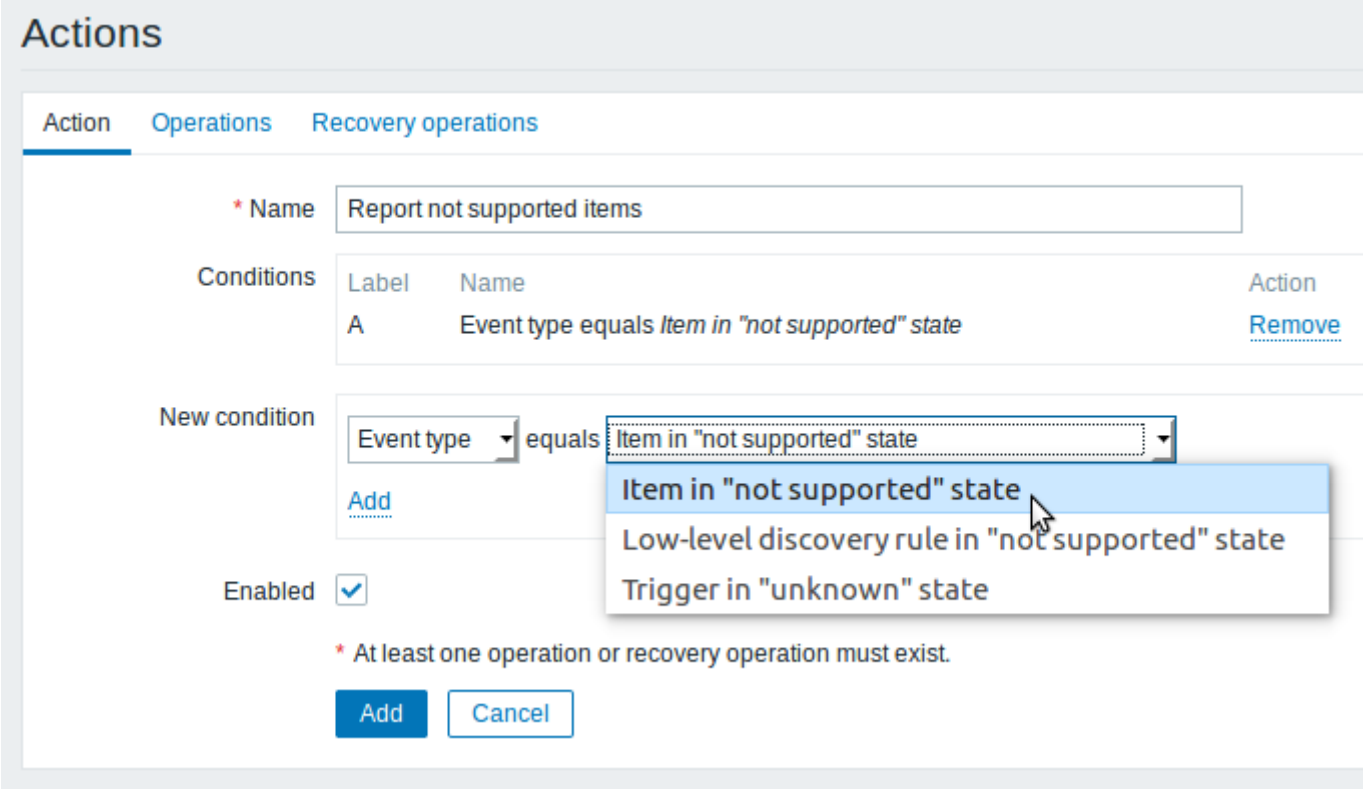 Actions
Action Operations Recovery operations
* Name Report not supported items
Conditions Label Name Action
A Event type equals Item in "not supported" state Remove
New condition Event type equals Item in "not supported" state
Add Item in "not supported" state
Low-level discovery rule in "not supported" state
Enabled Trigger in "unknown" state
* At least one operation or recovery operation must exist.
Add Cancel